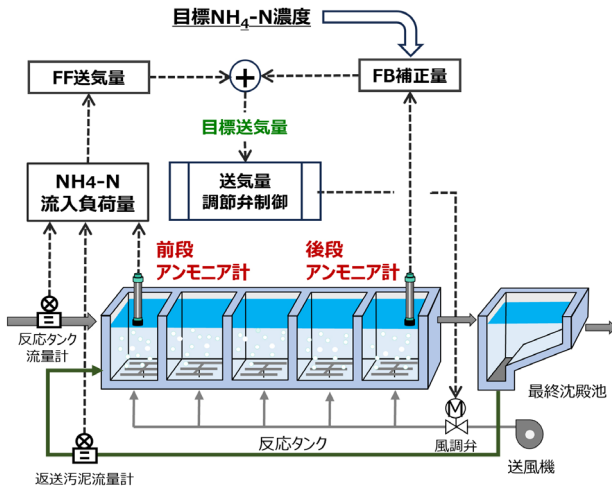 目標NH4-N濃度
FF送気量
+
FB補正量
目標送気量
NH4-N
流入負荷量
送気量
調節弁制御
前段
アンモニア計
後段
アンモニア計
反応タンク
流量計
最終沈殿池
M
反応タンク
風調弁
送風機
返送汚泥流量計